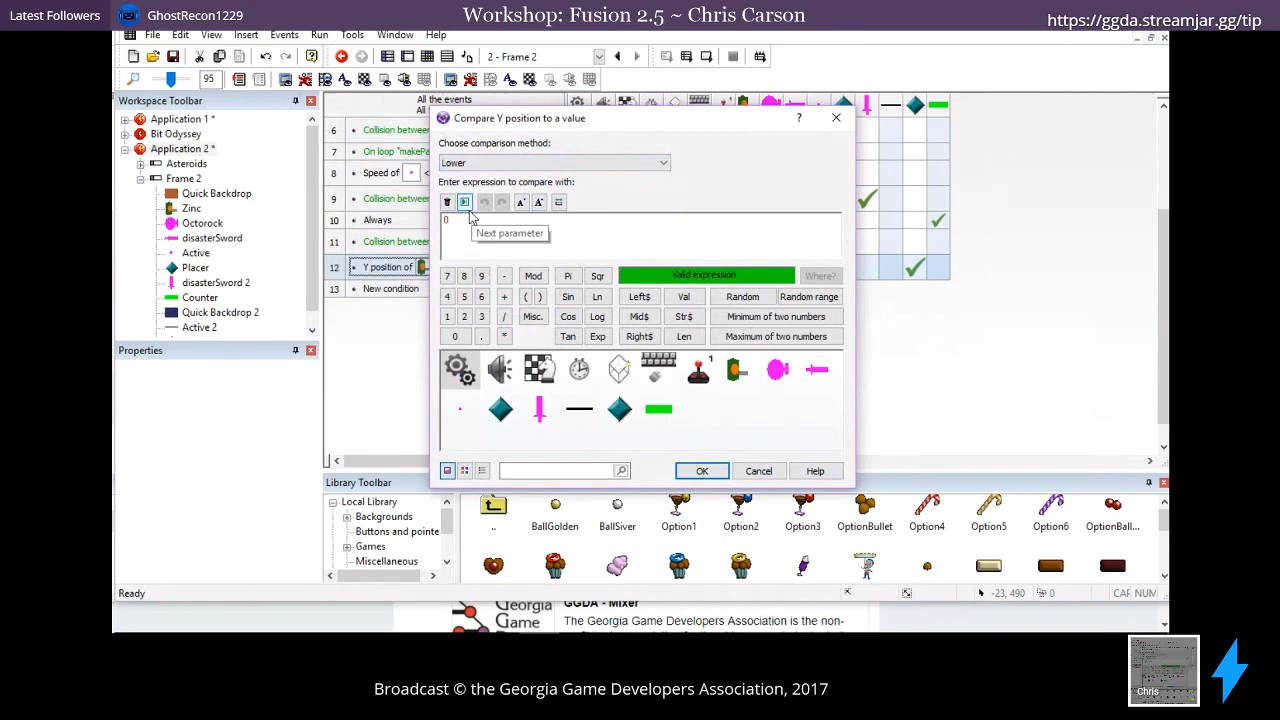 Latest Followers
GhostRecon1229
Workshop: Fusion 2.5 ~ Chris Carson
https://ggda.streamjar.gg/tip
File Edit View Insert Events Run Tools Window Help
2 - Frame 2
95
Workspace Toolbar
Application 1 *
Bit Odyssey
Application 2 *
Asteroids
Frame 2
Quick Backdrop
Zinc
Octorock
disasterSword
Active
Placer
disasterSword 2
Counter
Quick Backdrop 2
Active 2
Properties
All the events
All
6 Collision between
7 On loop "makePa
8 Speed of <
9 Collision between
10 Always
11 Collision between
12 Y position of
13 New condition
Compare Y position to a value
Choose comparison method:
Lower
Enter expression to compare with:
0
Next parameter
7 8 9 - Mod Pi Sqr Valid expression Where?
4 5 6 + ( ) Sin Ln Left$ Val Random Random range
1 2 3 / Misc. Cos Log Mid$ Str$ Minimum of two numbers
0 . * Tan Exp Right$ Len Maximum of two numbers
1
OK Cancel Help
Library Toolbar
Local Library
Backgrounds
Buttons and pointe
Games
Miscellaneous
.. BallGolden BallSiver Option1 Option2 Option3 OptionBullet Option4 Option5 Option6 OptionBall...
Ready
-23, 490
0
CAP NUM
Georgia
Game
GGDA - Mixer
The Georgia Game Developers Association is the non-
Broadcast © the Georgia Game Developers Association, 2017
Chris